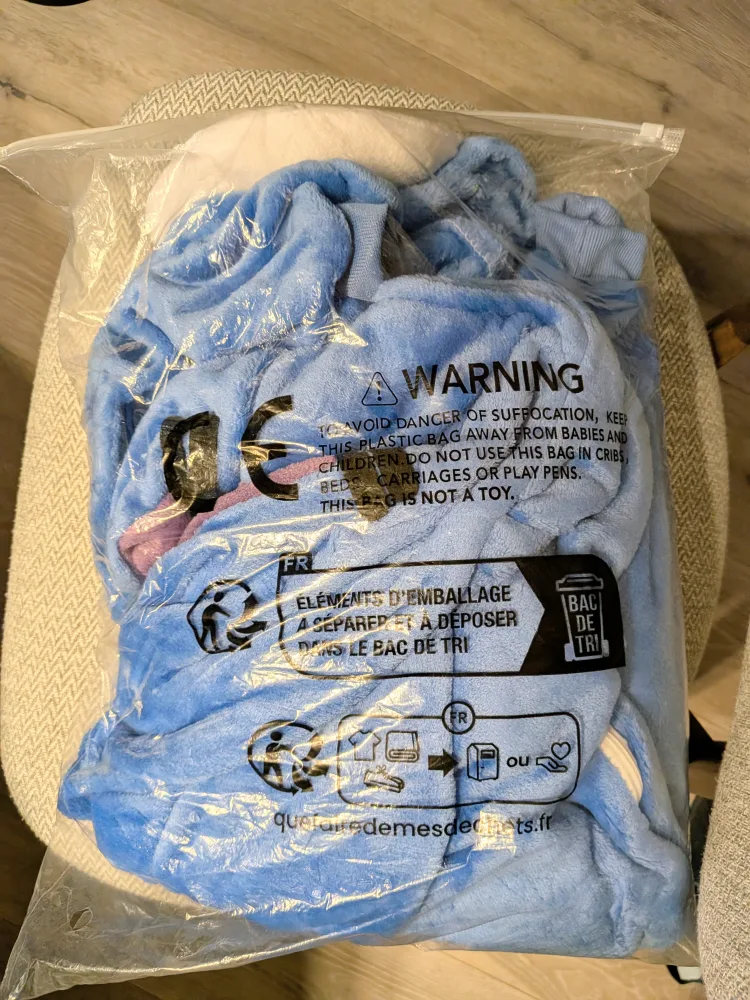 WARNING
CE
TO AVOID DANCER OF SUFFOCATION, KEEP
THIS PLASTIC BAG AWAY FROM BABIES AND
CHILDREN.DO NOT USE THIS BAG IN CRIBS,
BEDS, CARRIAGES OR PLAY PENS.
THIS BAG IS NOT A TOY.
FR
ÉLÉMENTS D'EMBALLAGE
À SÉPARER ET À DÉPOSER
DANS LE BAC DE TRI
BAC
DE
TRI
FR
ou
quefairedemesdechets.fr